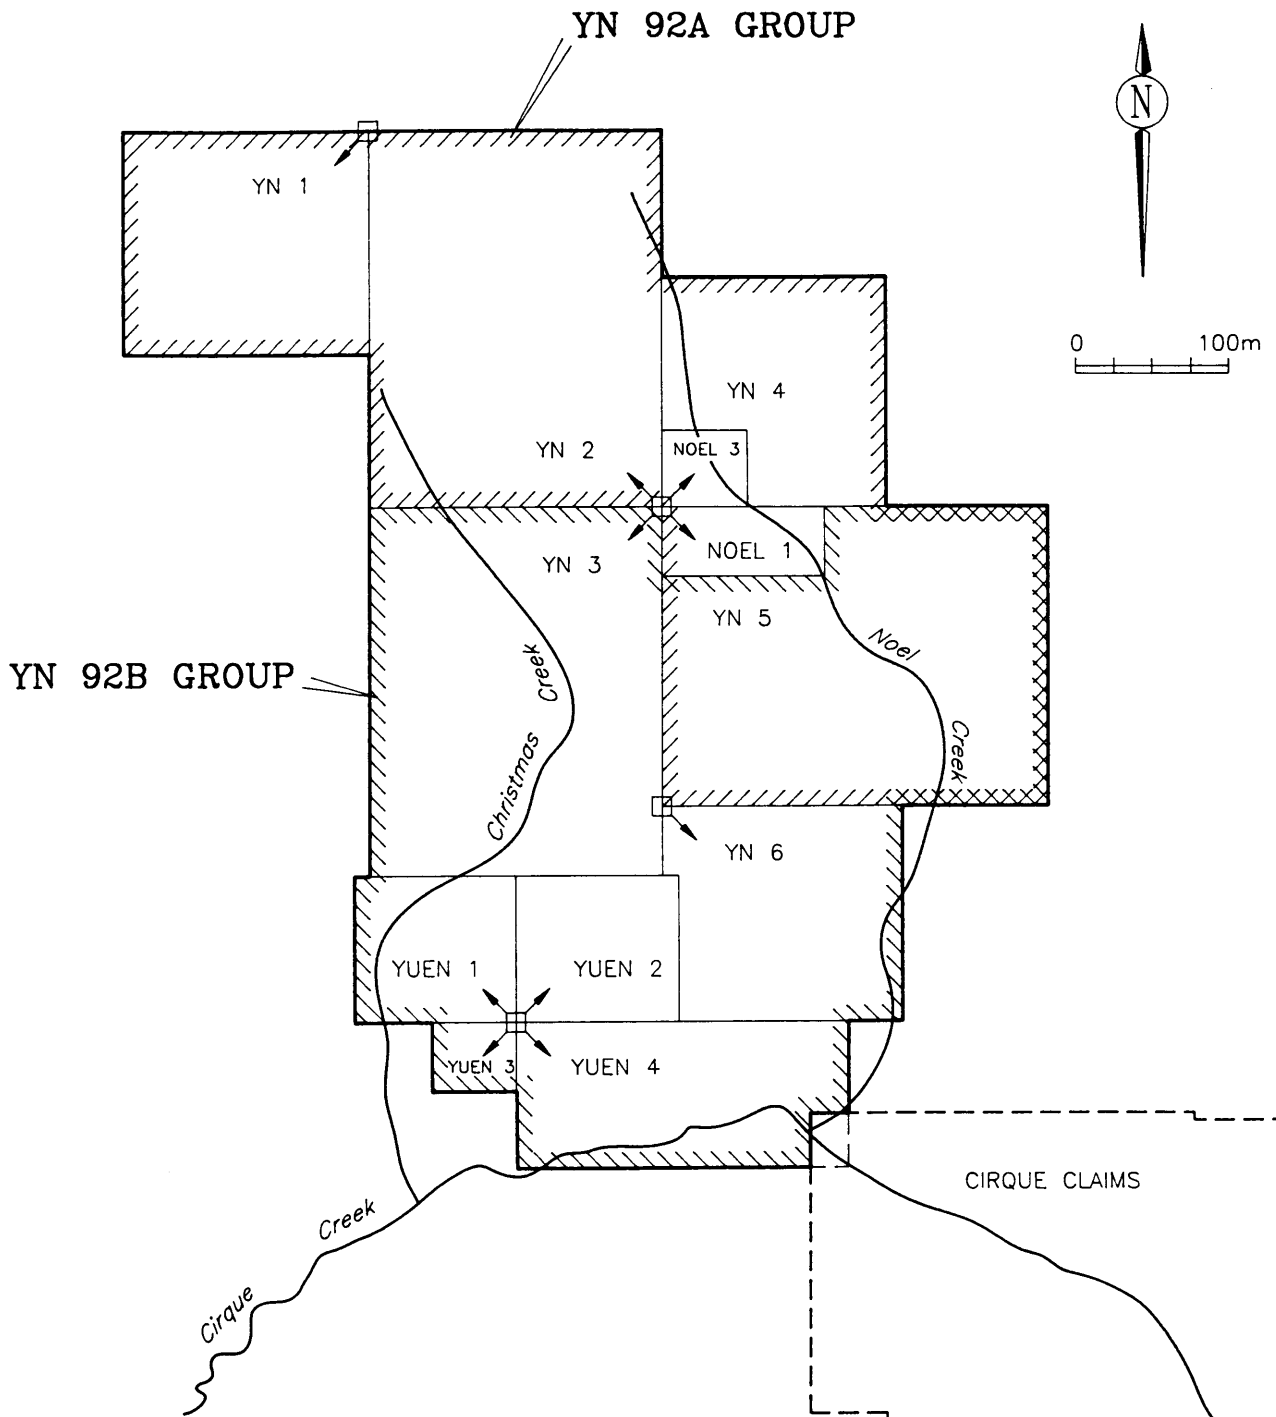 YN 92A GROUP
N
YN 1
0 100m
YN 4
YN 2
NOEL 3
NOEL 1
YN 3
YN 5
Noel
Creek
YN 92B GROUP
Christmas Creek
YN 6
YUEN 1
YUEN 2
YUEN 3
YUEN 4
CIRQUE CLAIMS
Cirque Creek